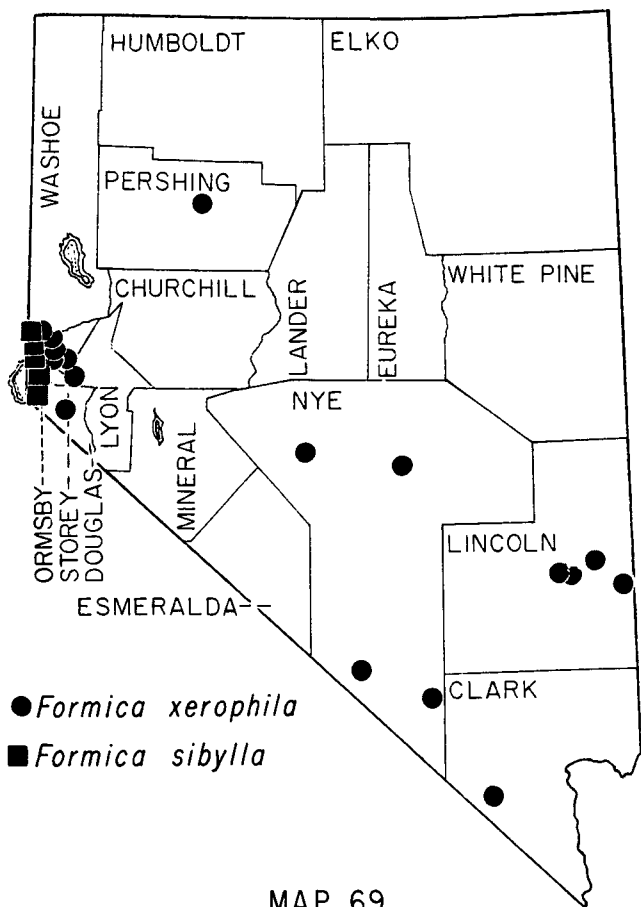 HUMBOLDT
ELKO
WASHOE
PERSHING
CHURCHILL
LANDER
EUREKA
WHITE PINE
LYON
NYE
MINERAL
ORMSBY
STOREY
DOUGLAS
LINCOLN
ESMERALDA
CLARK
Formica xerophila
Formica sibylla
MAP 69